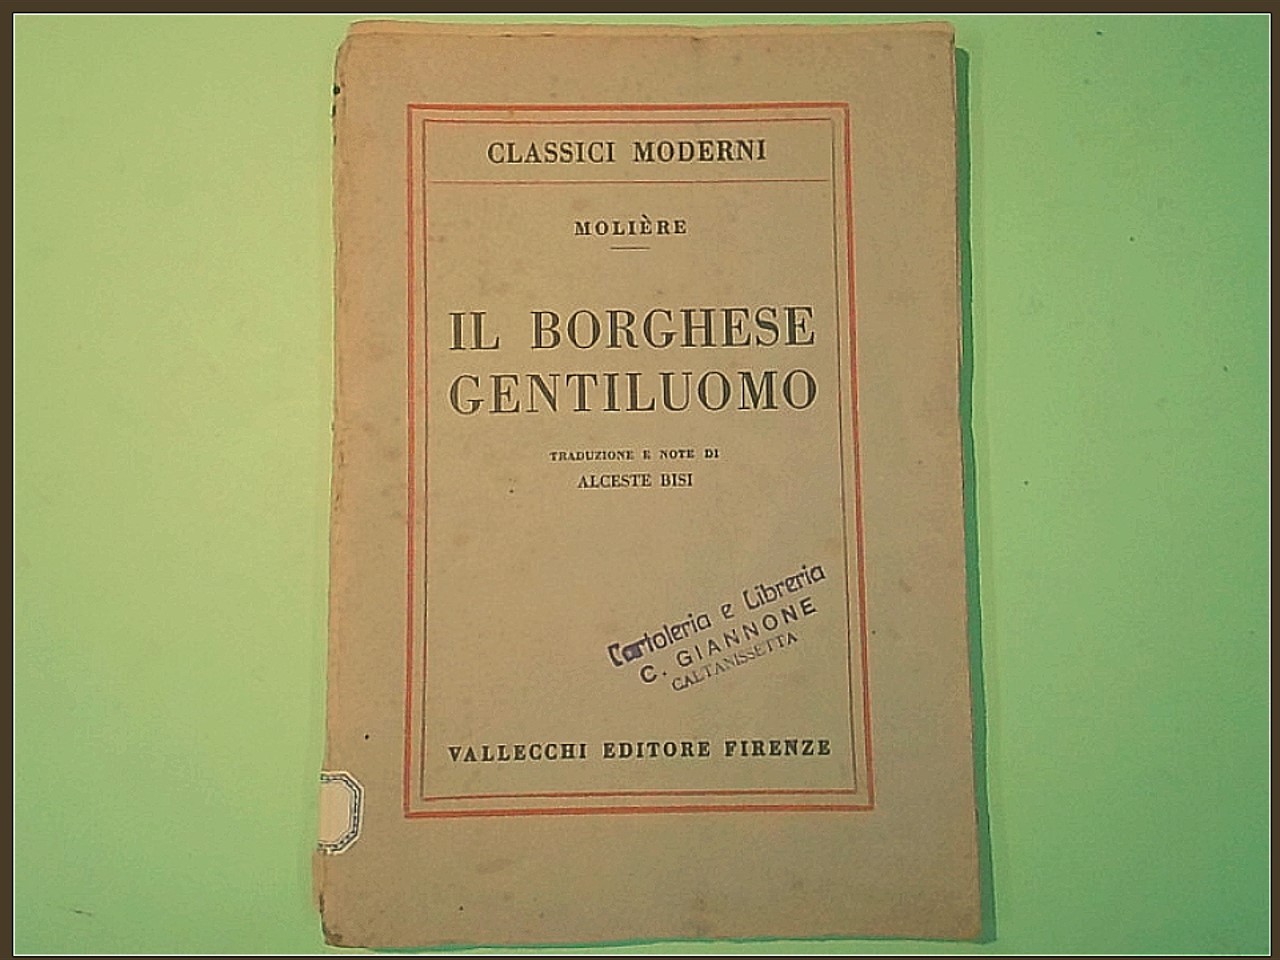 CLASSICI MODERNI
MOLIÈRE
IL BORGHESE
GENTILUOMO
TRADUZIONE E NOTE DI
ALCESTE BISI
Cartoleria e Libreria
C. GIANNONE
CALTANISSETTA
VALLECCHI EDITORE FIRENZE